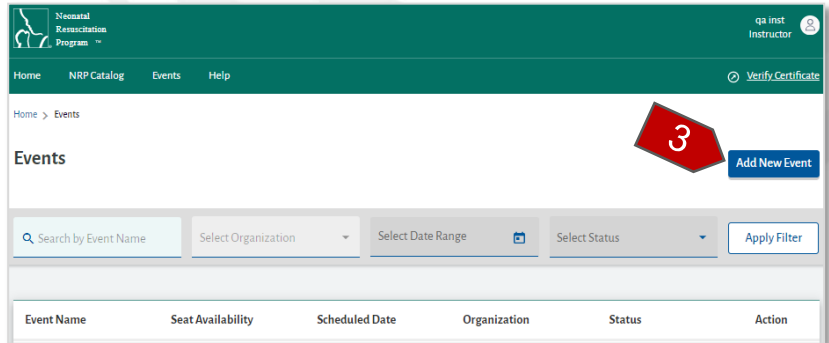 Neonatal
Resuscitation
Program ™
qa inst
Instructor
Home NRP Catalog Events Help
Verify Certificate
Home > Events
3
Events
Add New Event
Search by Event Name
Select Organization
Select Date Range
Select Status
Apply Filter
Event Name Seat Availability Scheduled Date Organization Status Action